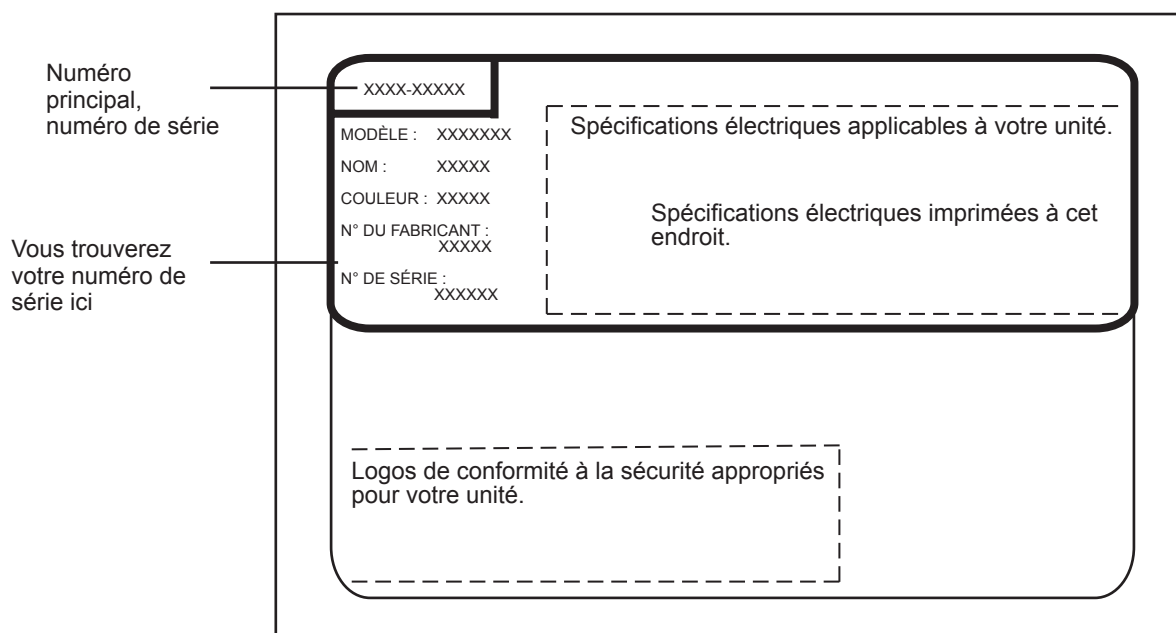 Numéro
principal,
numéro de série
XXXX-XXXXX
MODÈLE : XXXXXXX
NOM : XXXXX
COULEUR : XXXXX
N° DU FABRICANT :
XXXXX
N° DE SÉRIE :
XXXXXX
Vous trouverez
votre numéro de
série ici
Spécifications électriques applicables à votre unité.
Spécifications électriques imprimées à cet
endroit.
Logos de conformité à la sécurité appropriés
pour votre unité.